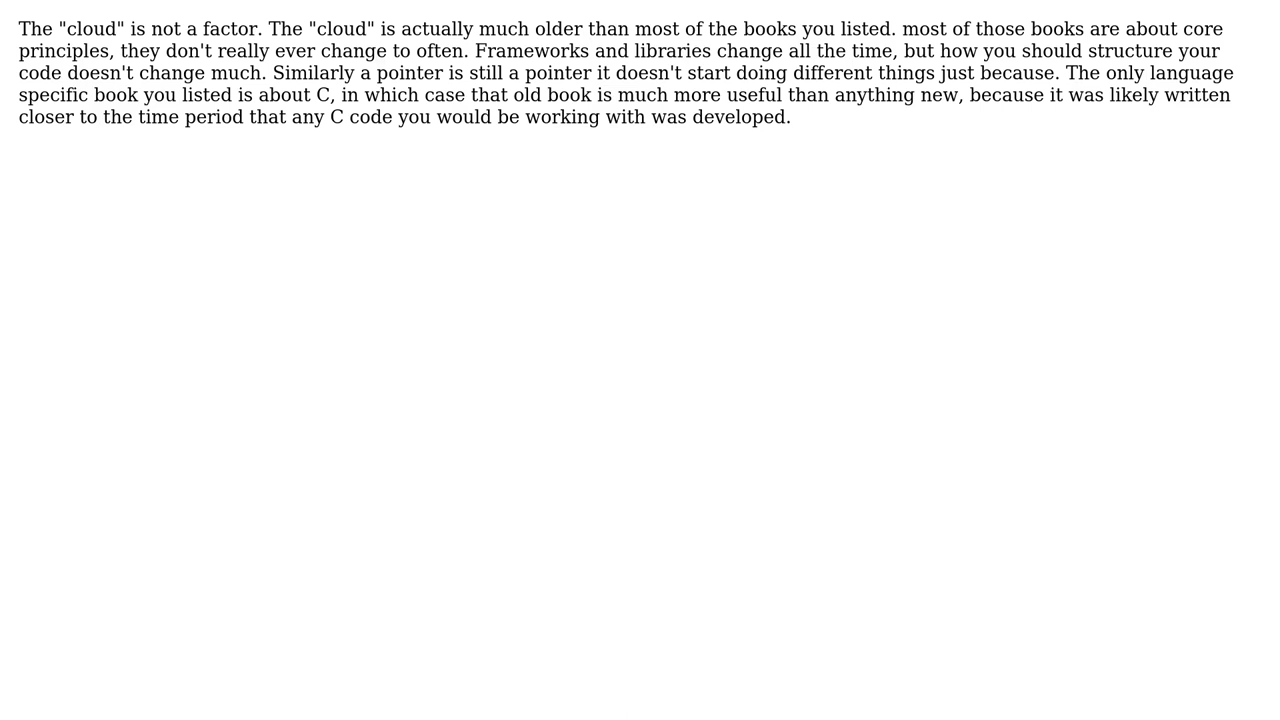 The "cloud" is not a factor. The "cloud" is actually much older than most of the books you listed. most of those books are about core
principles, they don't really ever change to often. Frameworks and libraries change all the time, but how you should structure your
code doesn't change much. Similarly a pointer is still a pointer it doesn't start doing different things just because. The only language
specific book you listed is about C, in which case that old book is much more useful than anything new, because it was likely written
closer to the time period that any C code you would be working with was developed.